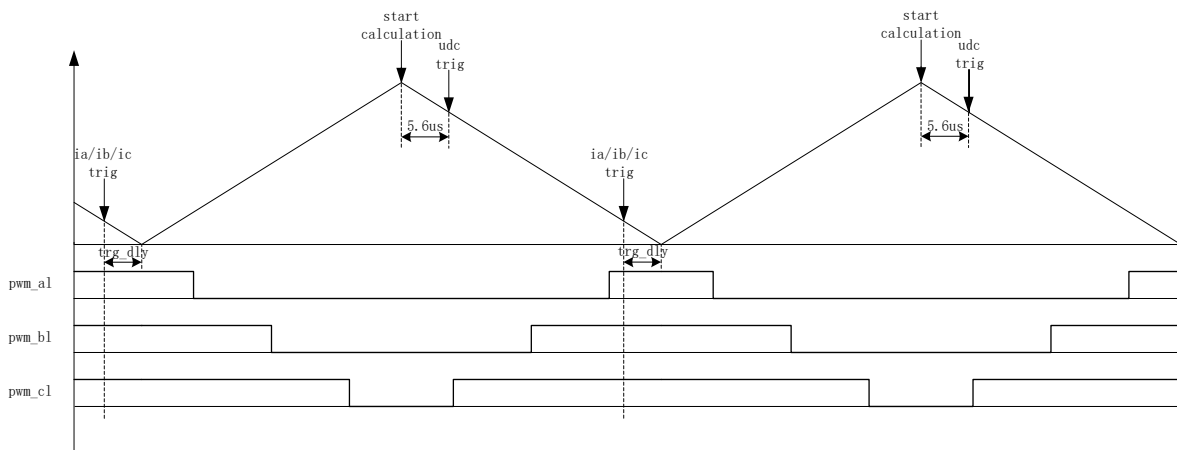 start
calculation
udc
trig
5.6us
ia/ib/ic
trig
trg_dly
ia/ib/ic
trig
trg_dly
start
calculation
udc
trig
5.6us
pwm_al
pwm_bl
pwm_cl